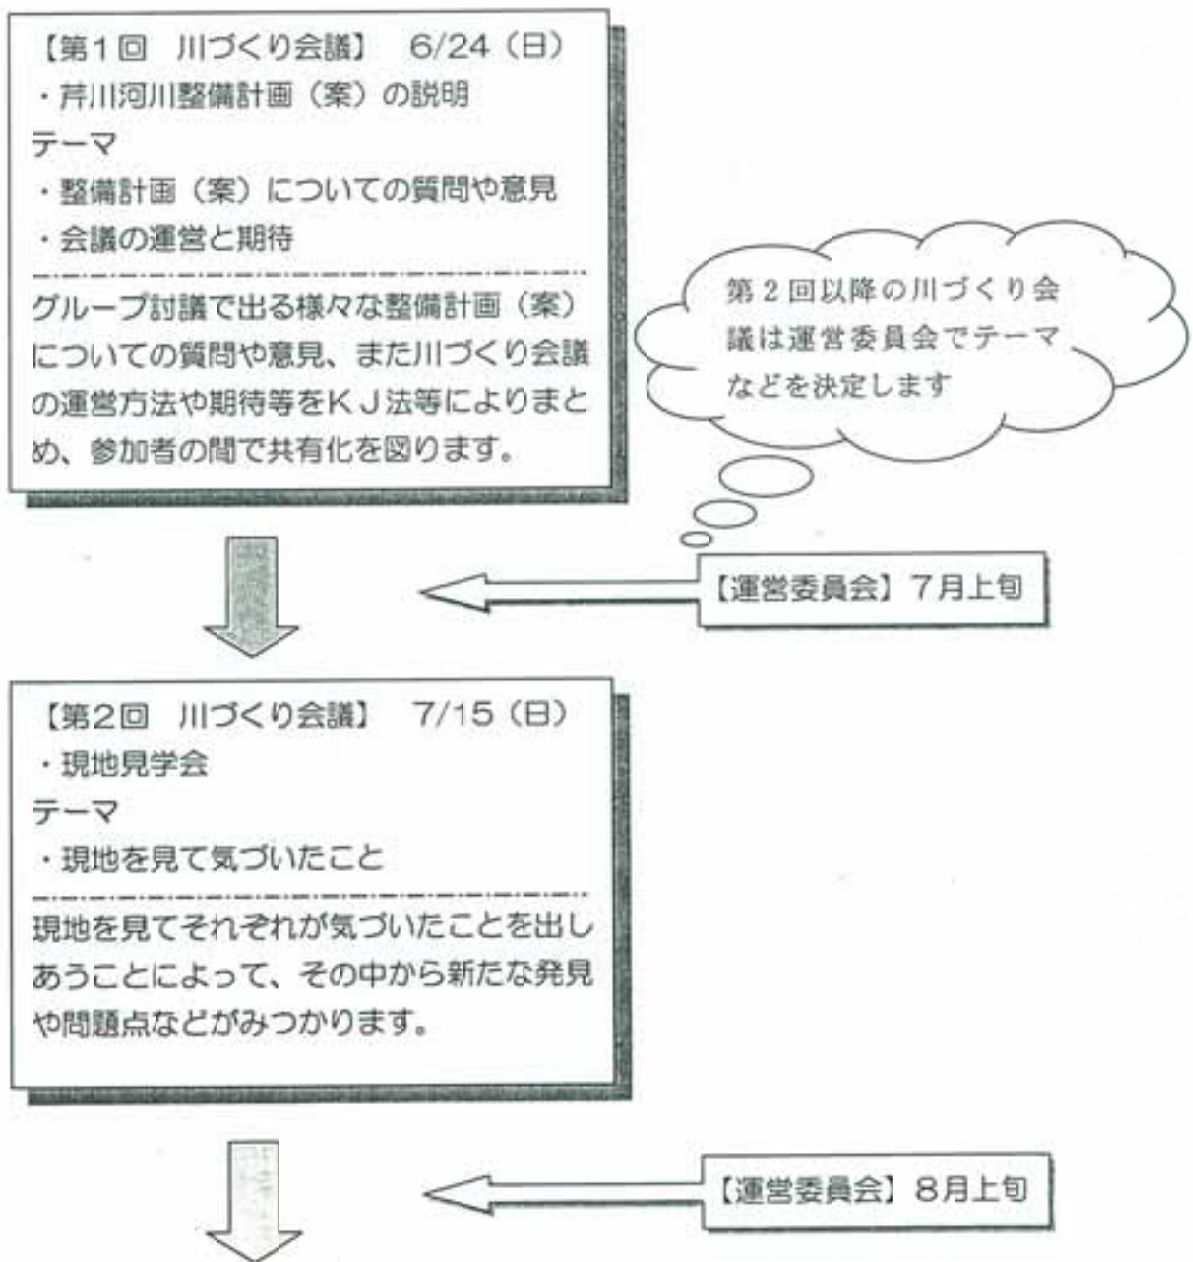 【第1回 川づくり会議】 6/24（日）
・芹川河川整備計画（案）の説明
テーマ
・整備計画（案）についての質問や意見
・会議の運営と期待
グループ討議で出る様々な整備計画（案）
についての質問や意見、また川づくり会議
の運営方法や期待等をＫＪ法等によりまと
め、参加者の間で共有化を図ります。
第２回以降の川づくり会
議は運営委員会でテーマ
などを決定します
【運営委員会】７月上旬
【第2回 川づくり会議】 7/15（日）
・現地見学会
テーマ
・現地を見て気づいたこと
現地を見てそれぞれが気づいたことを出し
あうことによって、その中から新たな発見
や問題点などがみつかります。
【運営委員会】８月上旬